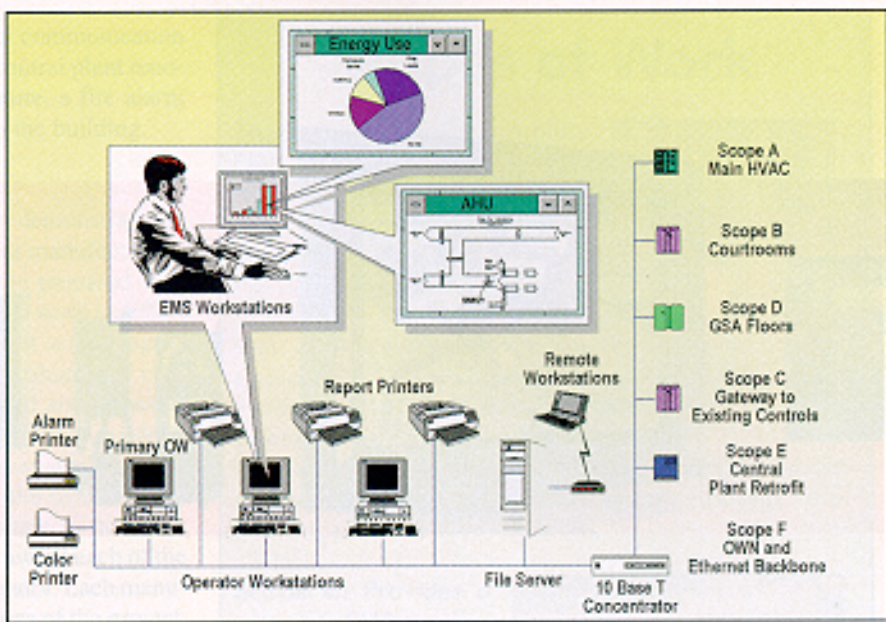 Energy Use
AHU
EMS Workstations
Scope A
Main HVAC
Scope B
Courtrooms
Scope D
GSA Floors
Scope C
Gateway to
Existing Controls
Scope E
Central
Plant Retrofit
Scope F
OWN and
Ethernet Backbone
Remote
Workstations
Report Printers
Alarm
Printer
Primary OW
Color
Printer
Operator Workstations
File Server
10 Base T
Concentrator